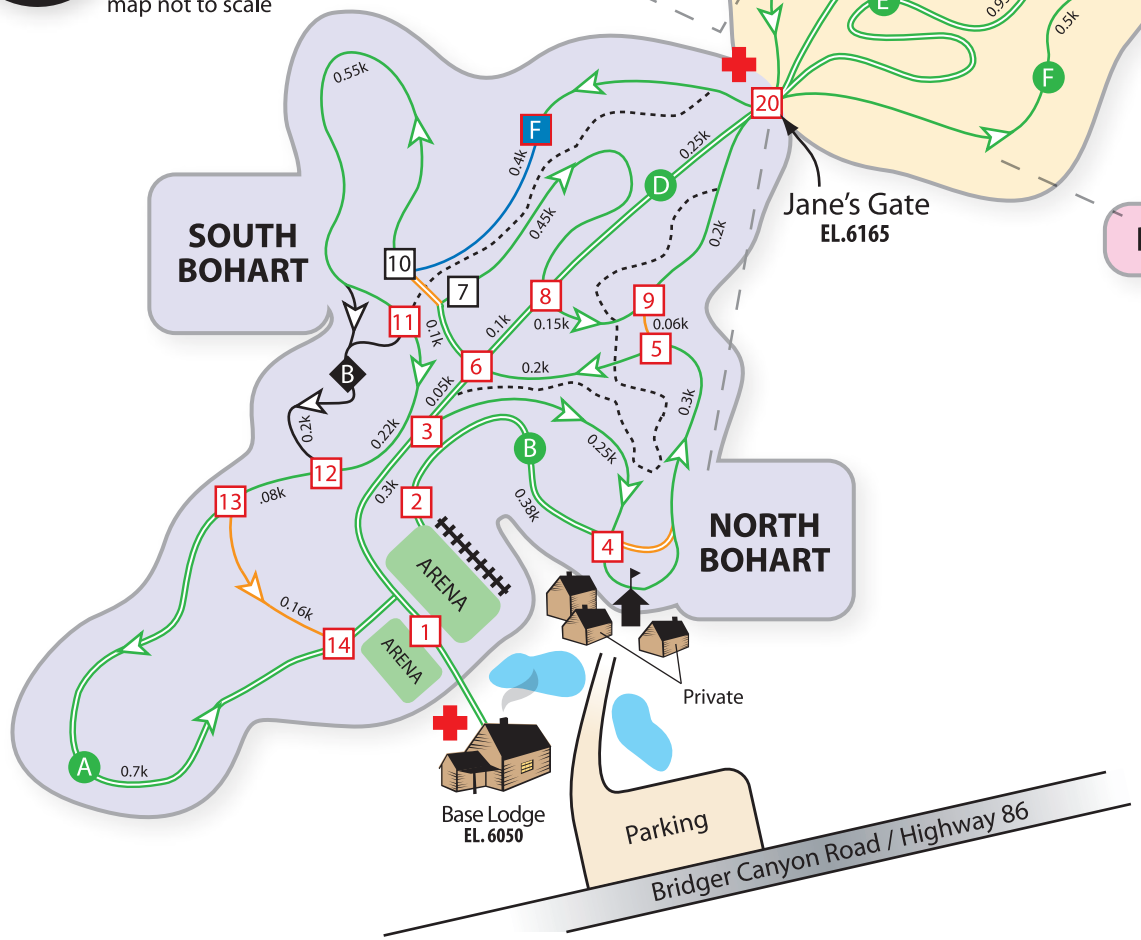 map not to scale
E
0.5k
F
0.55k
20
F
0.4k
0.25k
D
Jane's Gate
EL.6165
0.45k
0.2k
SOUTH
BOHART
10
7
8
9
11
0.1k
0.1k
0.15k
0.06k
5
6
0.2k
B
0.05k
0.3k
0.2k
0.22k
3
B
0.25k
12
.08k
13
0.3k
2
0.38k
4
NORTH
BOHART
ARENA
0.16k
14
1
ARENA
Private
A
0.7k
Base Lodge
EL. 6050
Parking
Bridger Canyon Road / Highway 86